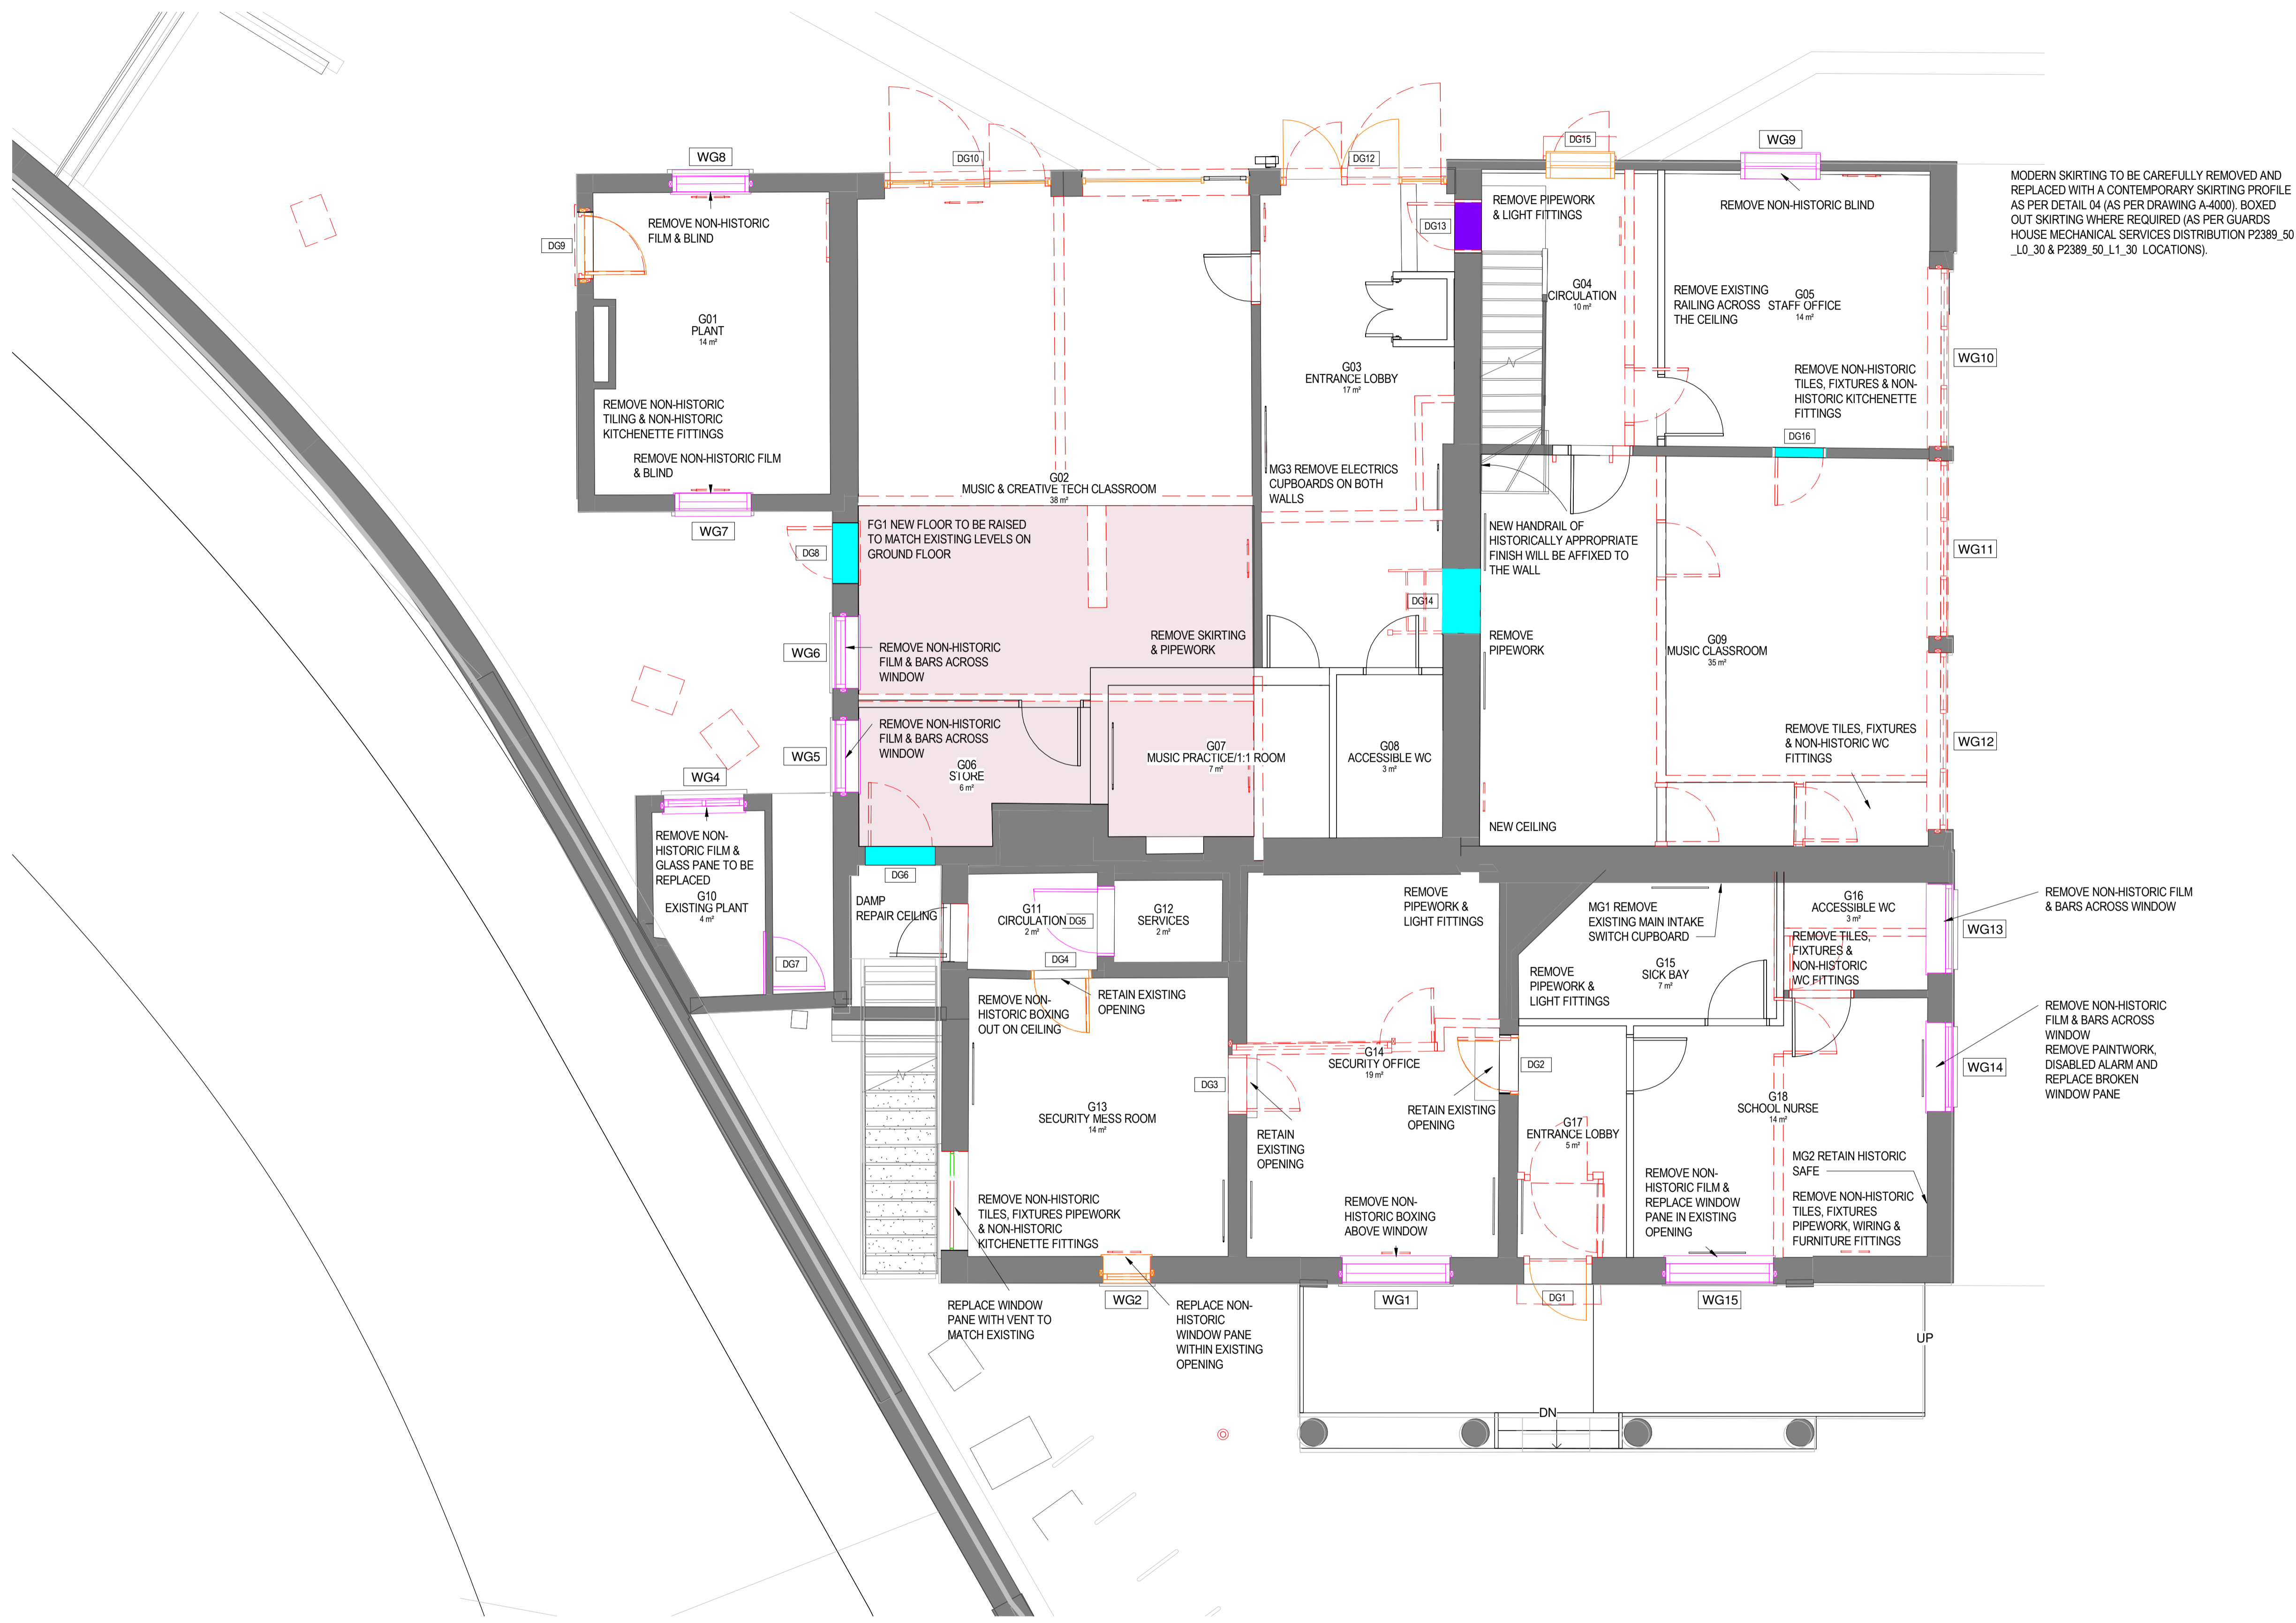 WG8
DG10
DG12
DG15
WG9
MODERN SKIRTING TO BE CAREFULLY REMOVED AND
REPLACED WITH A CONTEMPORARY SKIRTING PROFILE
AS PER DETAIL 04 (AS PER DRAWING A-4000). BOXED
OUT SKIRTING WHERE REQUIRED (AS PER GUARDS
HOUSE MECHANICAL SERVICES DISTRIBUTION P2389_50
_L0_30 & P2389_50_L1_30 LOCATIONS).
REMOVE NON-HISTORIC
FILM & BLIND
DG9
G01
PLANT
14 m²
REMOVE NON-HISTORIC
TILING & NON-HISTORIC
KITCHENETTE FITTINGS
REMOVE NON-HISTORIC FILM
& BLIND
WG7
G02
MUSIC & CREATIVE TECH CLASSROOM
38 m²
FG1 NEW FLOOR TO BE RAISED
TO MATCH EXISTING LEVELS ON
GROUND FLOOR
DG8
WG6
REMOVE NON-HISTORIC
FILM & BARS ACROSS
WINDOW
REMOVE SKIRTING
& PIPEWORK
WG5
REMOVE NON-HISTORIC
FILM & BARS ACROSS
WINDOW
G06
STORE
6 m²
G07
MUSIC PRACTICE/1:1 ROOM
7 m²
G08
ACCESSIBLE WC
3 m²
DG13
G03
ENTRANCE LOBBY
17 m²
MG3 REMOVE ELECTRICS
CUPBOARDS ON BOTH
WALLS
DG14
REMOVE PIPEWORK
& LIGHT FITTINGS
G04
CIRCULATION
10 m²
REMOVE NON-HISTORIC BLIND
REMOVE EXISTING
RAILING ACROSS
THE CEILING
G05
STAFF OFFICE
14 m²
WG10
REMOVE NON-HISTORIC
TILES, FIXTURES & NON-
HISTORIC KITCHENETTE
FITTINGS
DG16
NEW HANDRAIL OF
HISTORICALLY APPROPRIATE
FINISH WILL BE AFFIXED TO
THE WALL
WG11
REMOVE
PIPEWORK
G09
MUSIC CLASSROOM
35 m²
WG12
REMOVE TILES, FIXTURES
& NON-HISTORIC WC
FITTINGS
NEW CEILING
WG4
REMOVE NON-
HISTORIC FILM &
GLASS PANE TO BE
REPLACED
G10
EXISTING PLANT
4 m²
DG7
DG6
DAMP
REPAIR CEILING
G11
CIRCULATION
2 m²
DG5
G12
SERVICES
2 m²
DG4
RETAIN EXISTING
OPENING
REMOVE NON-
HISTORIC BOXING
OUT ON CEILING
DG3
G13
SECURITY MESS ROOM
14 m²
REMOVE NON-HISTORIC
TILES, FIXTURES PIPEWORK
& NON-HISTORIC
KITCHENETTE FITTINGS
REPLACE WINDOW
PANE WITH VENT TO
MATCH EXISTING
WG2
REPLACE NON-
HISTORIC
WINDOW PANE
WITHIN EXISTING
OPENING
REMOVE
PIPEWORK &
LIGHT FITTINGS
G14
SECURITY OFFICE
19 m²
RETAIN
EXISTING
OPENING
RETAIN EXISTING
OPENING
DG2
REMOVE NON-
HISTORIC BOXING
ABOVE WINDOW
WG1
MG1 REMOVE
EXISTING MAIN INTAKE
SWITCH CUPBOARD
G15
SICK BAY
7 m²
REMOVE
PIPEWORK &
LIGHT FITTINGS
G16
ACCESSIBLE WC
3 m²
REMOVE TILES,
FIXTURES &
NON-HISTORIC
WC FITTINGS
REMOVE NON-HISTORIC FILM
& BARS ACROSS WINDOW
WG13
REMOVE NON-HISTORIC
FILM & BARS ACROSS
WINDOW
REMOVE PAINTWORK,
DISABLED ALARM AND
REPLACE BROKEN
WINDOW PANE
WG14
G17
ENTRANCE LOBBY
5 m²
G18
SCHOOL NURSE
14 m²
MG2 RETAIN HISTORIC
SAFE
REMOVE NON-
HISTORIC FILM &
REPLACE WINDOW
PANE IN EXISTING
OPENING
REMOVE NON-HISTORIC
TILES, FIXTURES
PIPEWORK, WIRING &
FURNITURE FITTINGS
DG1
WG15
UP
DN